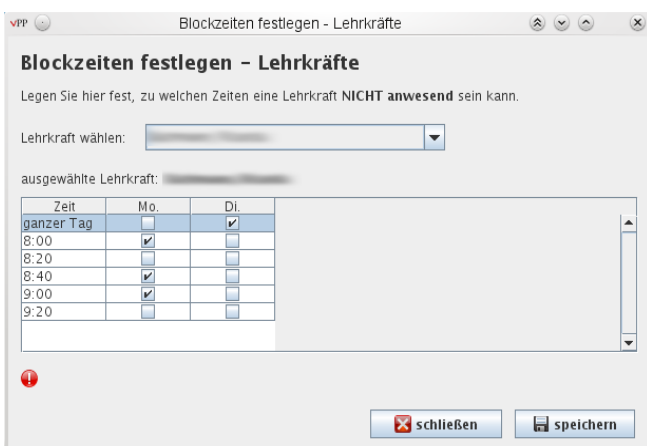 vPP
Blockzeiten festlegen - Lehrkräfte
Blockzeiten festlegen - Lehrkräfte
Legen Sie hier fest, zu welchen Zeiten eine Lehrkraft NICHT anwesend sein kann.
Lehrkraft wählen:
ausgewählte Lehrkraft:
Zeit Mo. Di.
ganzer Tag
8:00
8:20
8:40
9:00
9:20
schließen speichern